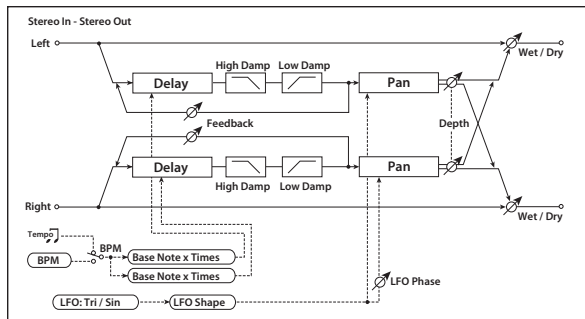 Stereo In - Stereo Out
Left
Wet / Dry
High Damp
Low Damp
Delay
Pan
Feedback
Depth
Delay
Pan
High Damp
Low Damp
Right
Wet / Dry
Tempo
BPM
BPM
Base Note x Times
Base Note x Times
LFO Phase
LFO: Tri / Sin
LFO Shape